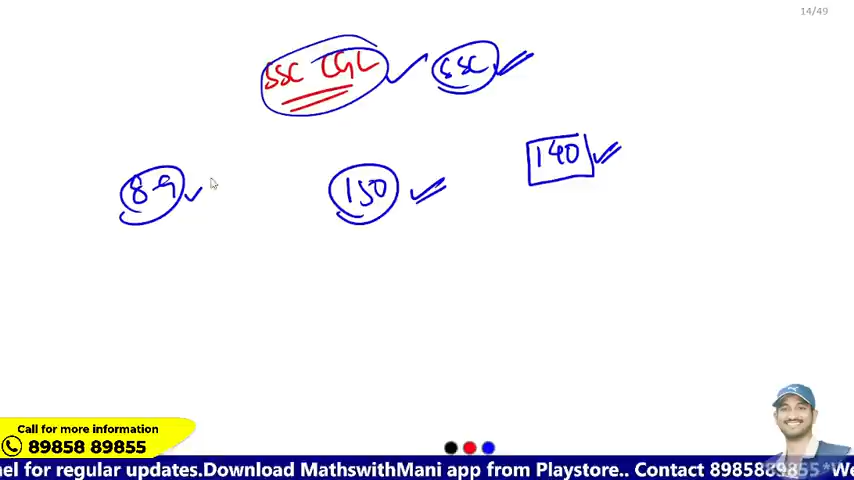 14/49
SSC CGL SSC
140
89 150
Call for more information
89858 89855
nel for regular updates.Download MathswithMani app from Playstore.. Contact 8985889855 *We